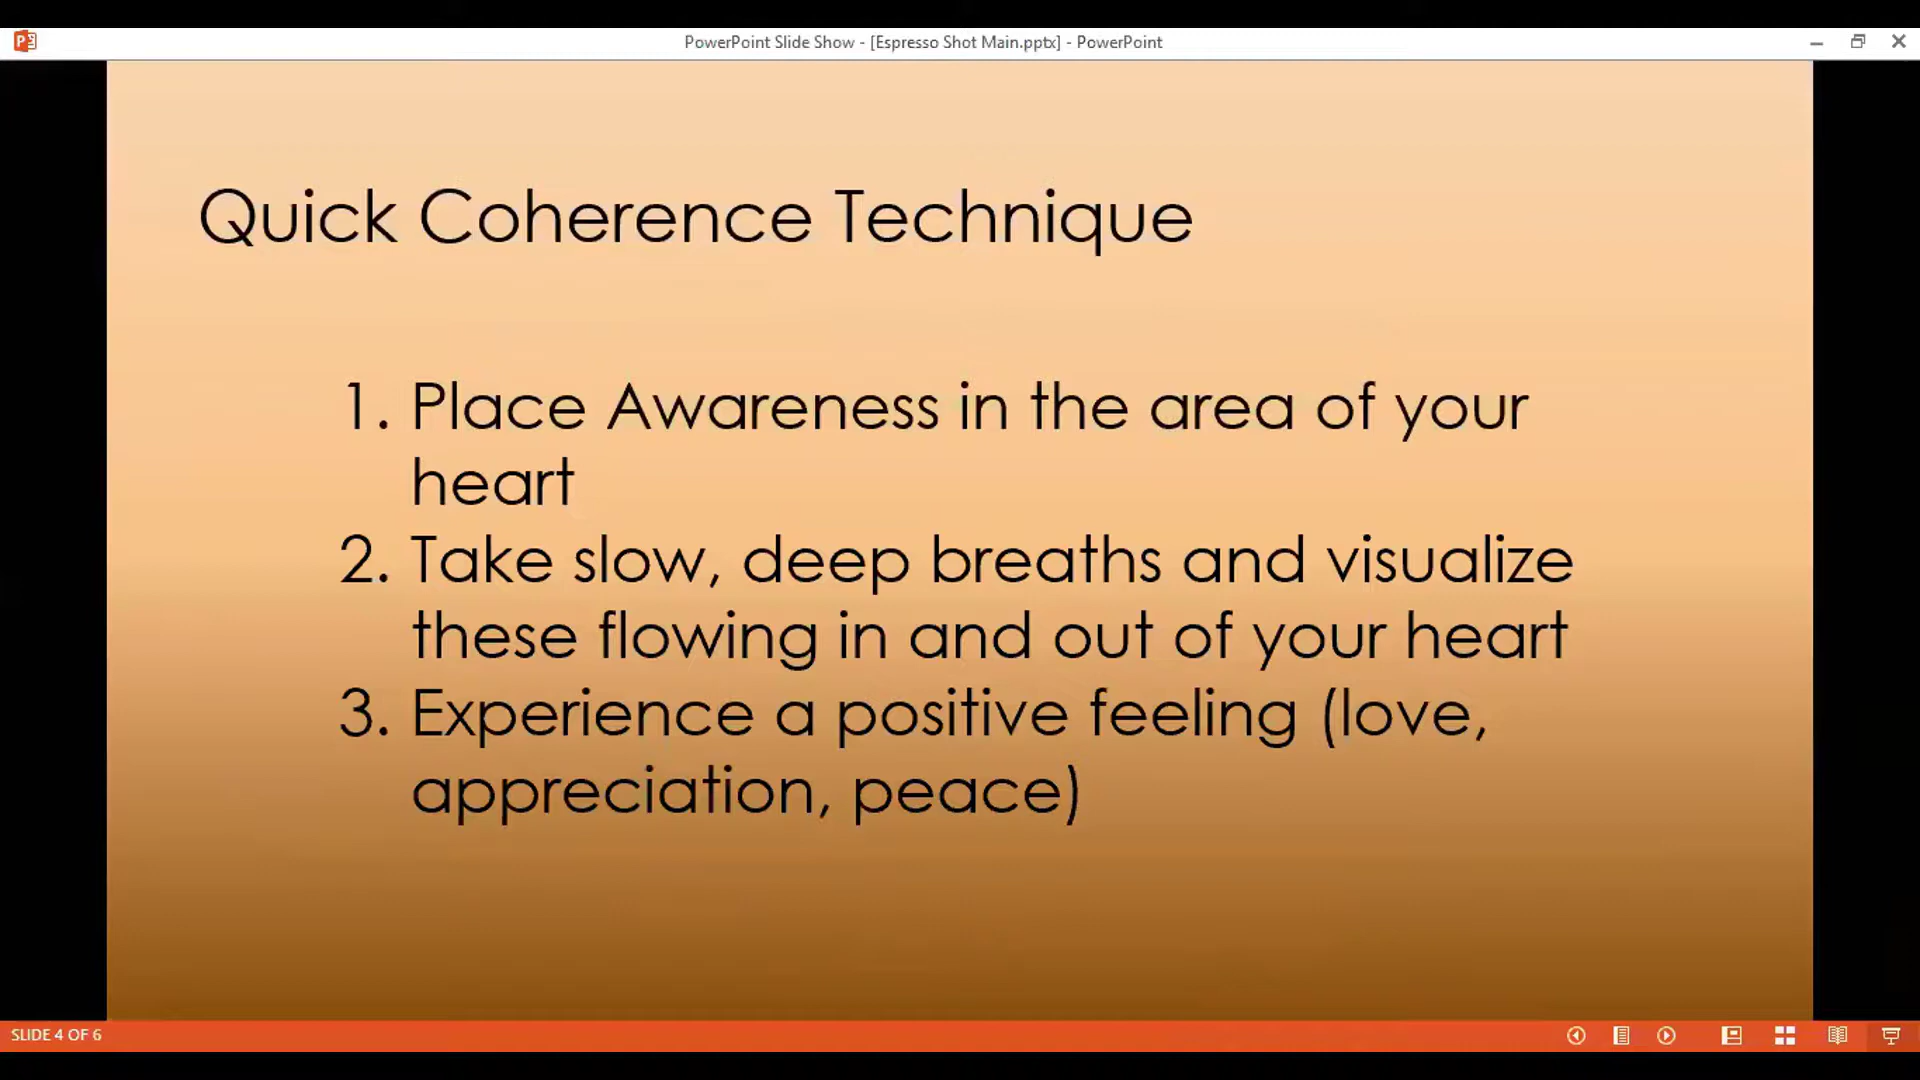 PowerPoint Slide Show - [Espresso Shot Main.pptx] - PowerPoint
Quick Coherence Technique
1. Place Awareness in the area of your
heart
2. Take slow, deep breaths and visualize
these flowing in and out of your heart
3. Experience a positive feeling (love,
appreciation, peace)
SLIDE 4 OF 6